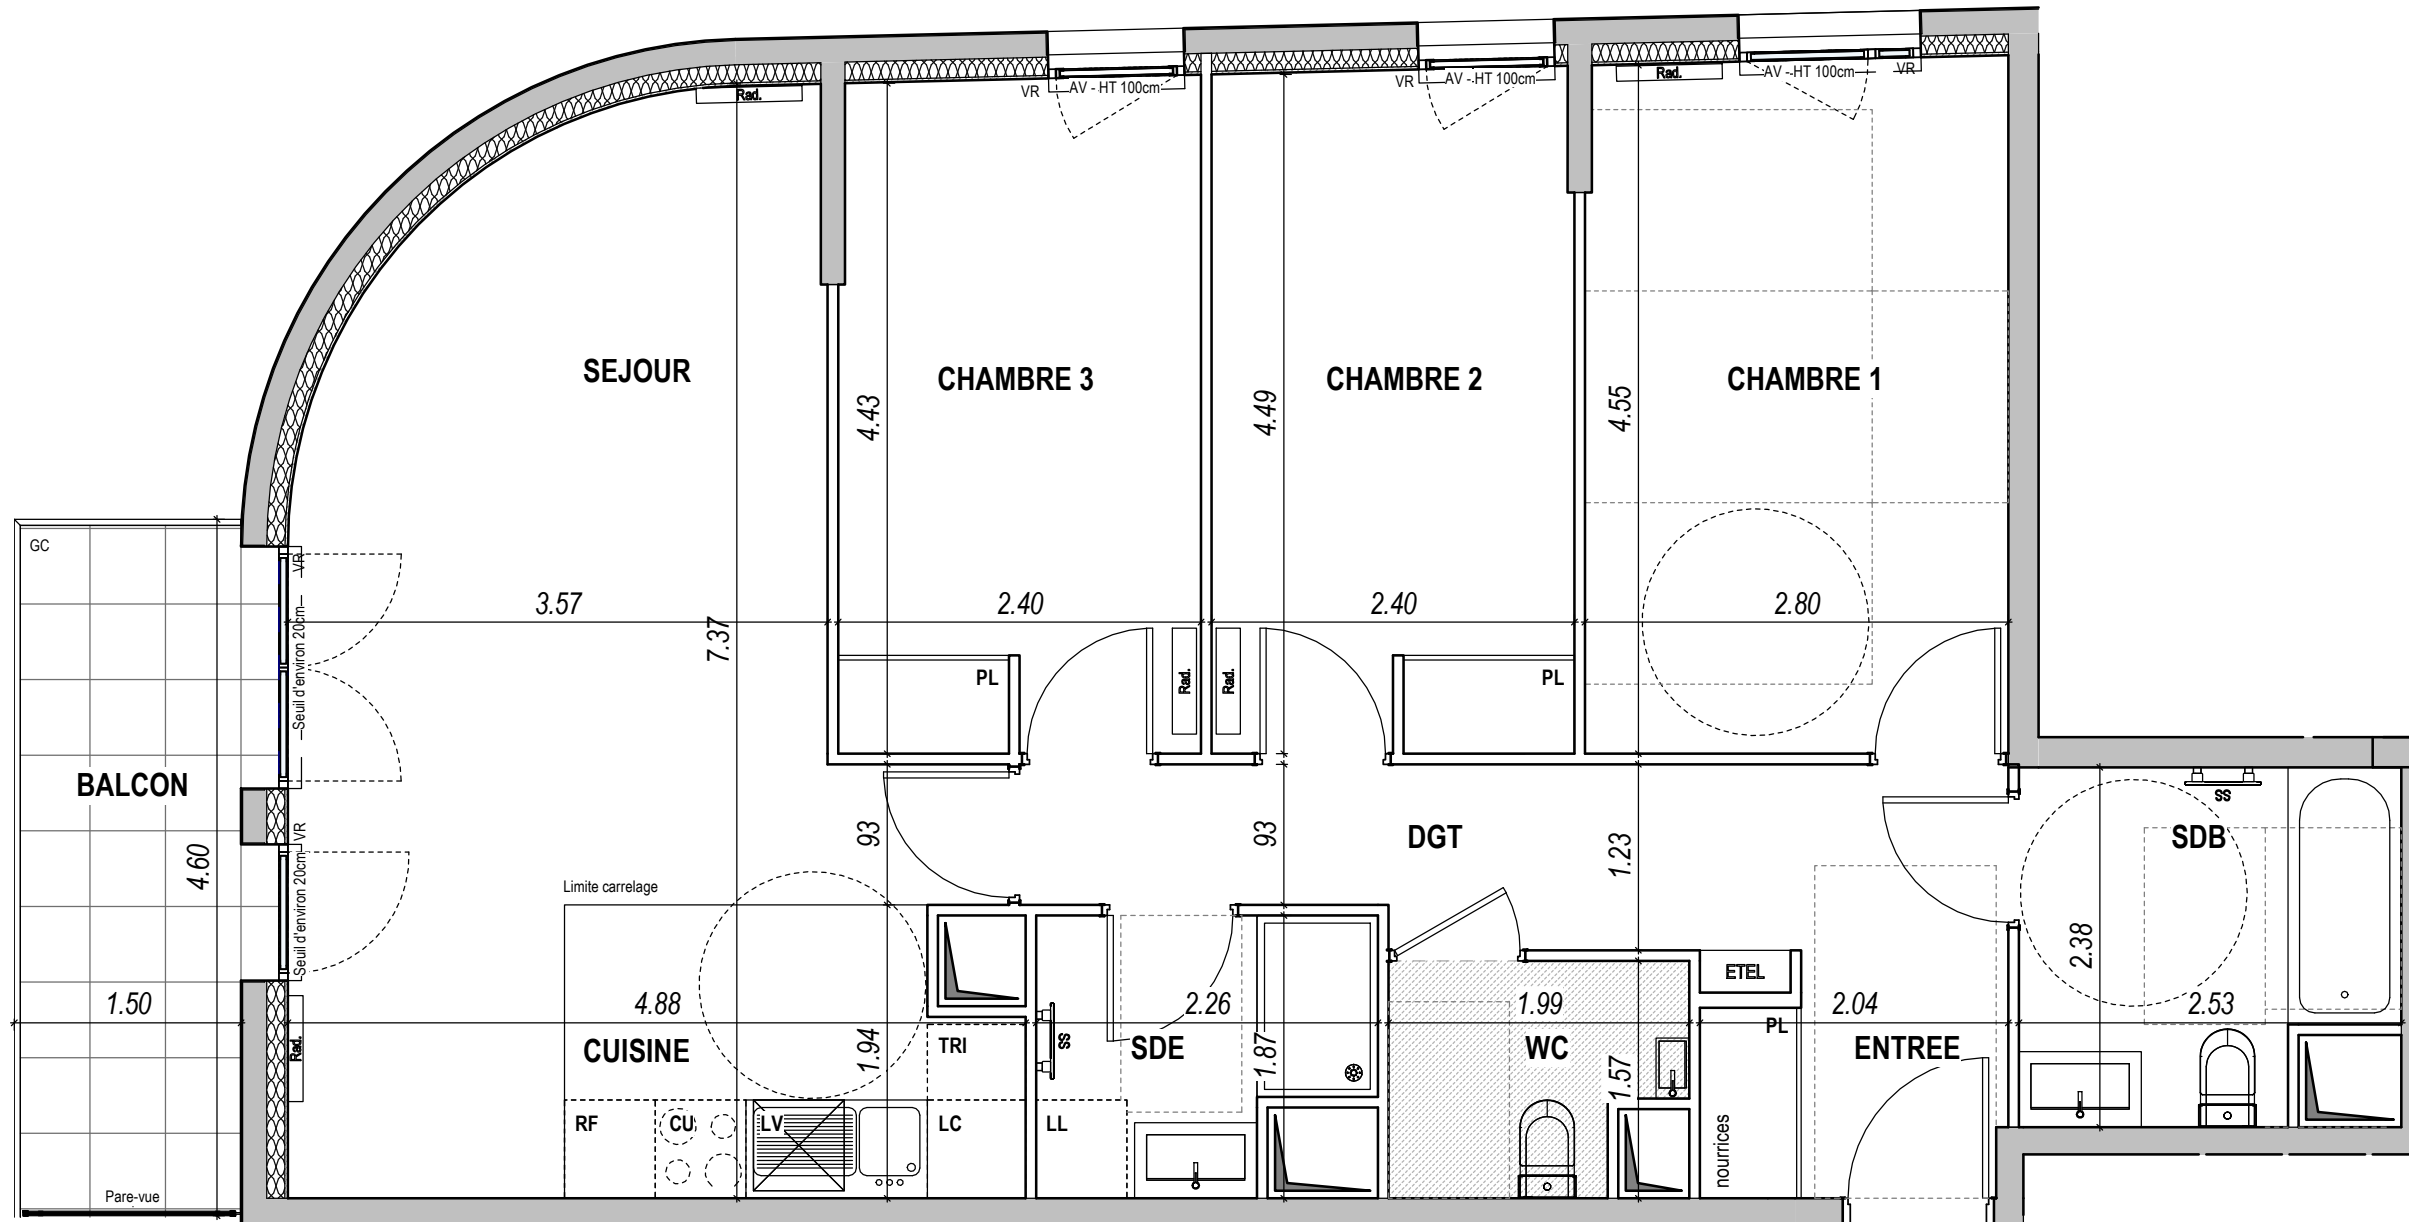 Rad.
VR
AV - HT 100cm
VR
AV - HT 100cm
Rad.
AV - HT 100cm
VR
SEJOUR
CHAMBRE 3
CHAMBRE 2
CHAMBRE 1
4.43
4.49
4.55
GC
VR
3.57
2.40
2.40
2.80
7.37
Seuil d'environ 20cm
PL
Rad.
Rad.
PL
BALCON
SS
VR
93
93
DGT
1.23
SDB
4.60
Limite carrelage
Seuil d'environ 20cm
2.38
ETEL
1.50
4.88
2.26
1.99
2.04
2.53
Rad.
CUISINE
1.94
TRI
SS
SDE
1.87
WC
1.57
PL
ENTREE
RF
CU
LV
LC
LL
nourrices
Pare-vue